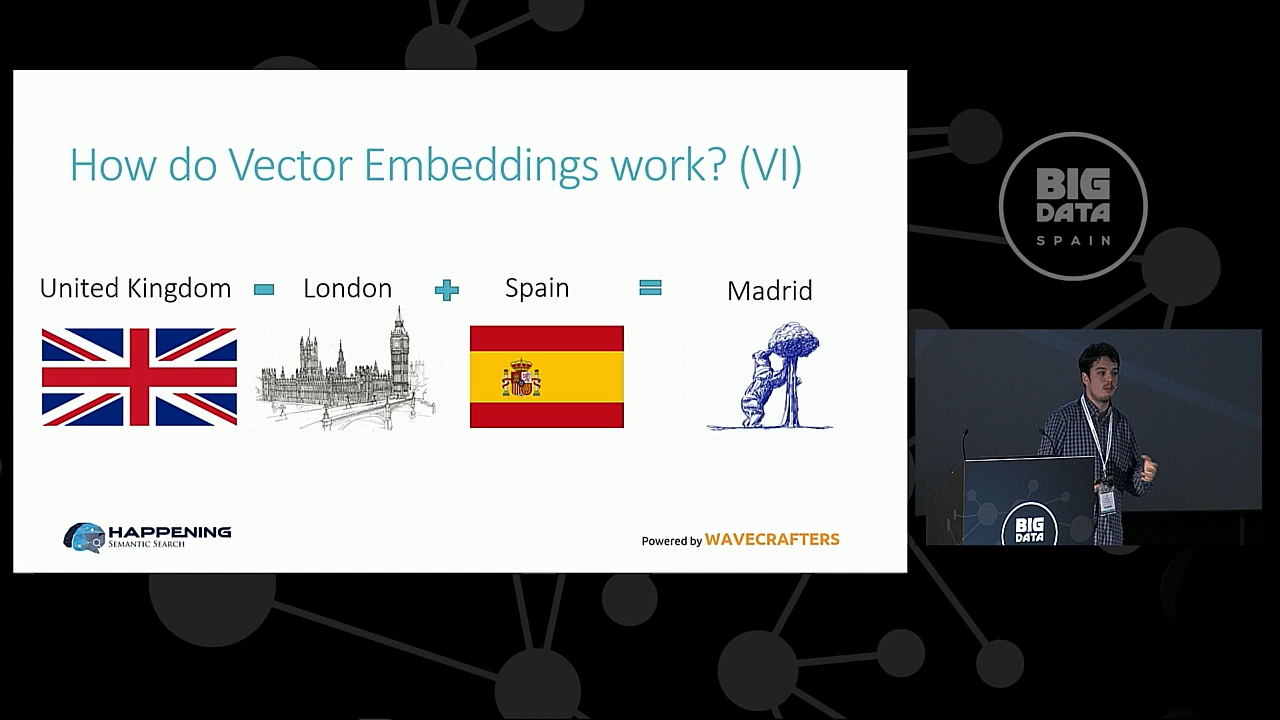 How do Vector Embeddings work? (VI)
United Kingdom - London + Spain = Madrid
HAPPENING
SEMANTIC SEARCH
Powered by WAVECRAFTERS
BIG
DATA
SPAIN
BIG
DATA